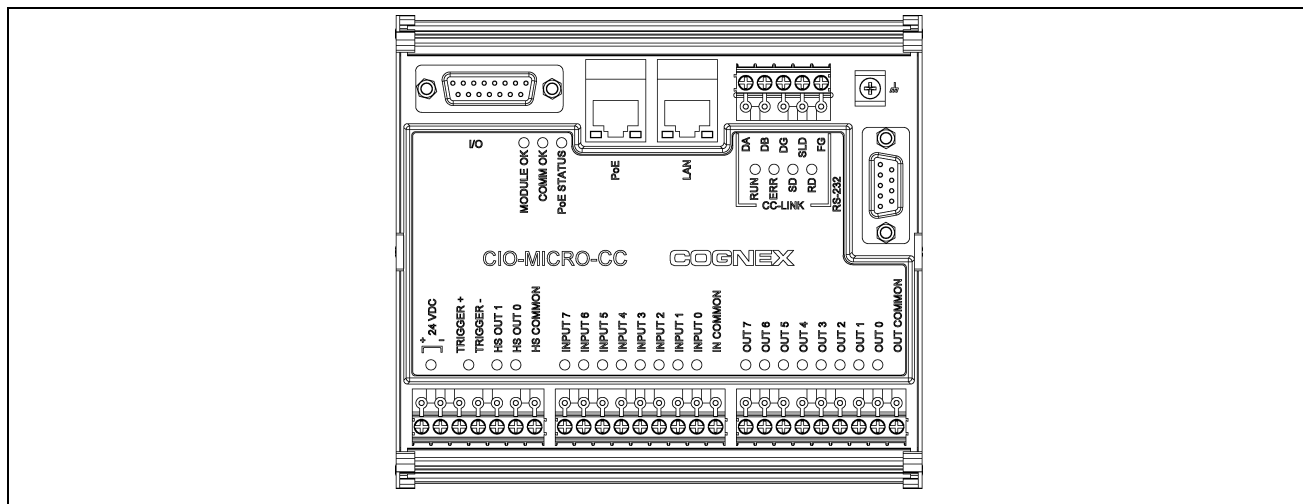 I/O
MODULE OK
COMM OK
PoE STATUS
PoE
LAN
DA
DB
DG
SLD
FG
RUN
ERR
SD
RD
CC-LINK
RS-232
CIO-MICRO-CC
COGNEX
+ -
24 VDC
TRIGGER +
TRIGGER -
HS OUT 1
HS OUT 0
HS COMMON
INPUT 7
INPUT 6
INPUT 5
INPUT 4
INPUT 3
INPUT 2
INPUT 1
INPUT 0
IN COMMON
OUT 7
OUT 6
OUT 5
OUT 4
OUT 3
OUT 2
OUT 1
OUT 0
OUT COMMON